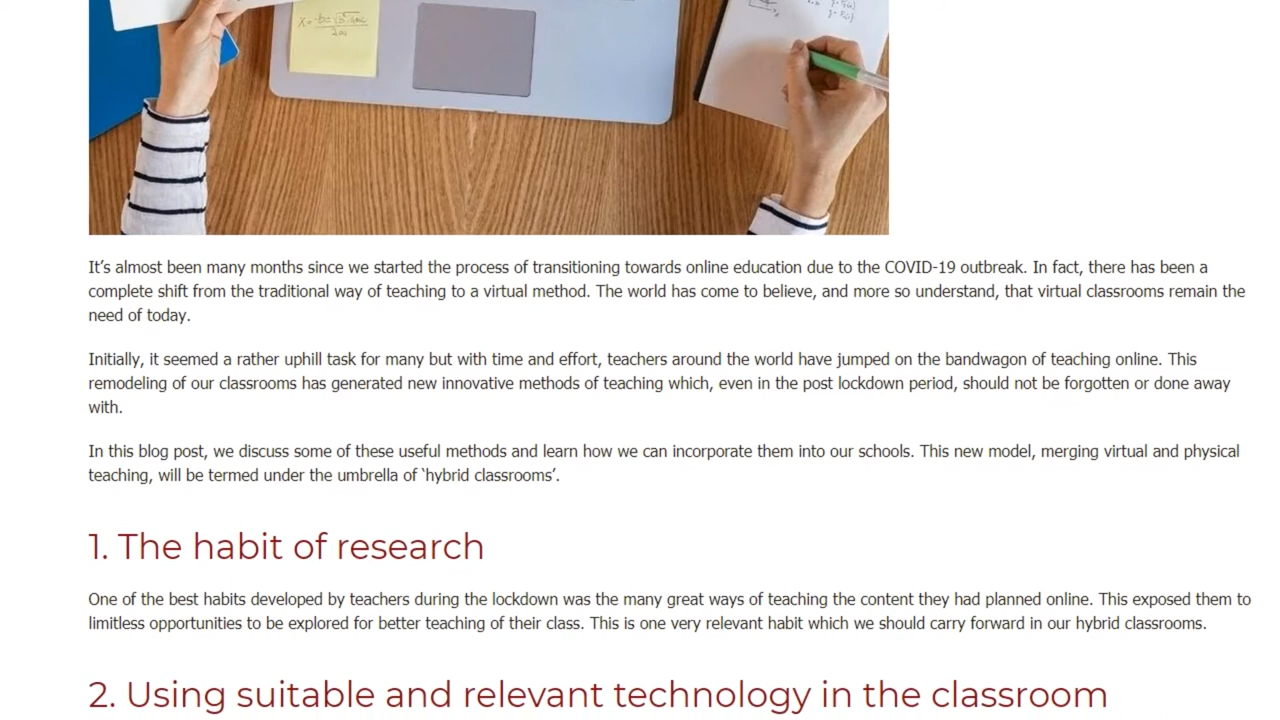 It’s almost been many months since we started the process of transitioning towards online education due to the COVID-19 outbreak. In fact, there has been a
complete shift from the traditional way of teaching to a virtual method. The world has come to believe, and more so understand, that virtual classrooms remain the
need of today.
Initially, it seemed a rather uphill task for many but with time and effort, teachers around the world have jumped on the bandwagon of teaching online. This
remodeling of our classrooms has generated new innovative methods of teaching which, even in the post lockdown period, should not be forgotten or done away
with.
In this blog post, we discuss some of these useful methods and learn how we can incorporate them into our schools. This new model, merging virtual and physical
teaching, will be termed under the umbrella of ‘hybrid classrooms’.
1. The habit of research
One of the best habits developed by teachers during the lockdown was the many great ways of teaching the content they had planned online. This exposed them to
limitless opportunities to be explored for better teaching of their class. This is one very relevant habit which we should carry forward in our hybrid classrooms.
2. Using suitable and relevant technology in the classroom